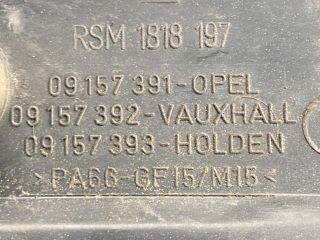 RSM 1818 197
09 157 391-OPEL
09 157 392-VAUXHALL
09 157 393-HOLDEN
>PA66-GF15/M15<